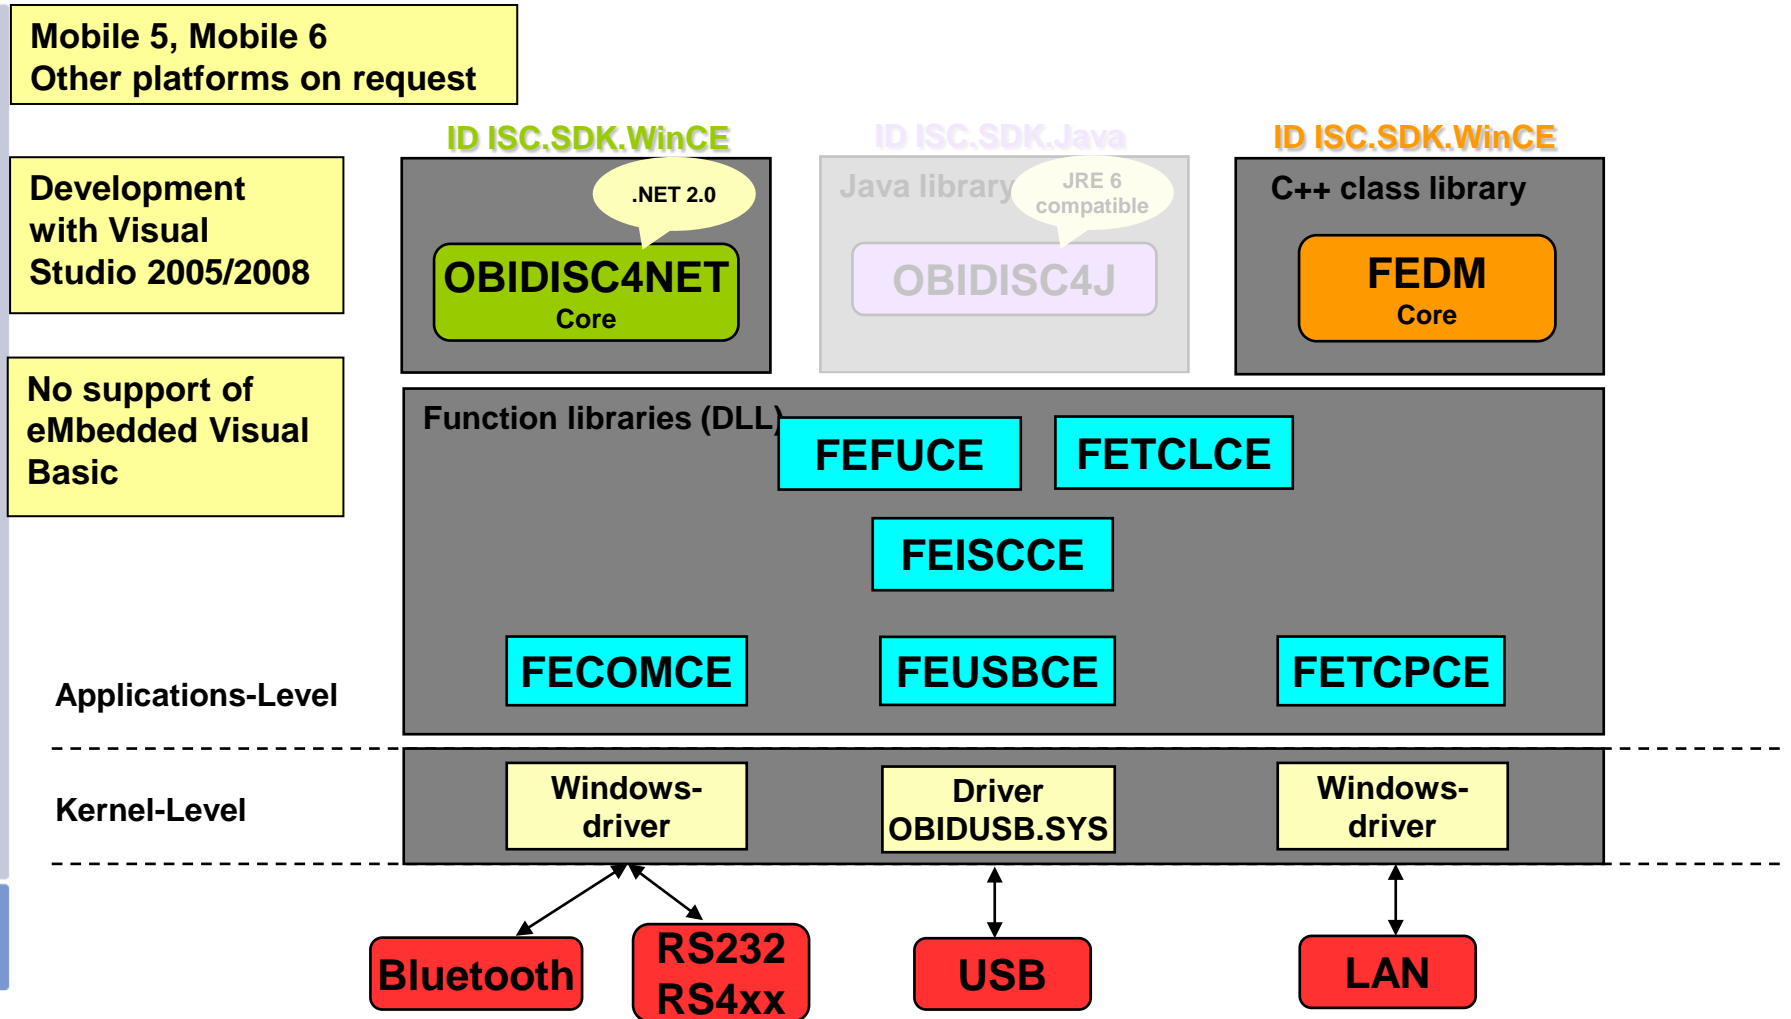 Mobile 5, Mobile 6
Other platforms on request
ID ISC.SDK.WinCE
ID ISC.SDK.Java
ID ISC.SDK.WinCE
Development
with Visual
Studio 2005/2008
.NET 2.0
OBIDISC4NET
Core
Java library
JRE 6
compatible
OBIDISC4J
C++ class library
FEDM
Core
No support of
eMbedded Visual
Basic
Function libraries (DLL)
FEFUCE
FETCLCE
FEISCCE
FECOMCE
FEUSBCE
FETCPCE
Applications-Level
Kernel-Level
Windows-
driver
Driver
OBIDUSB.SYS
Windows-
driver
Bluetooth
RS232
RS4xx
USB
LAN